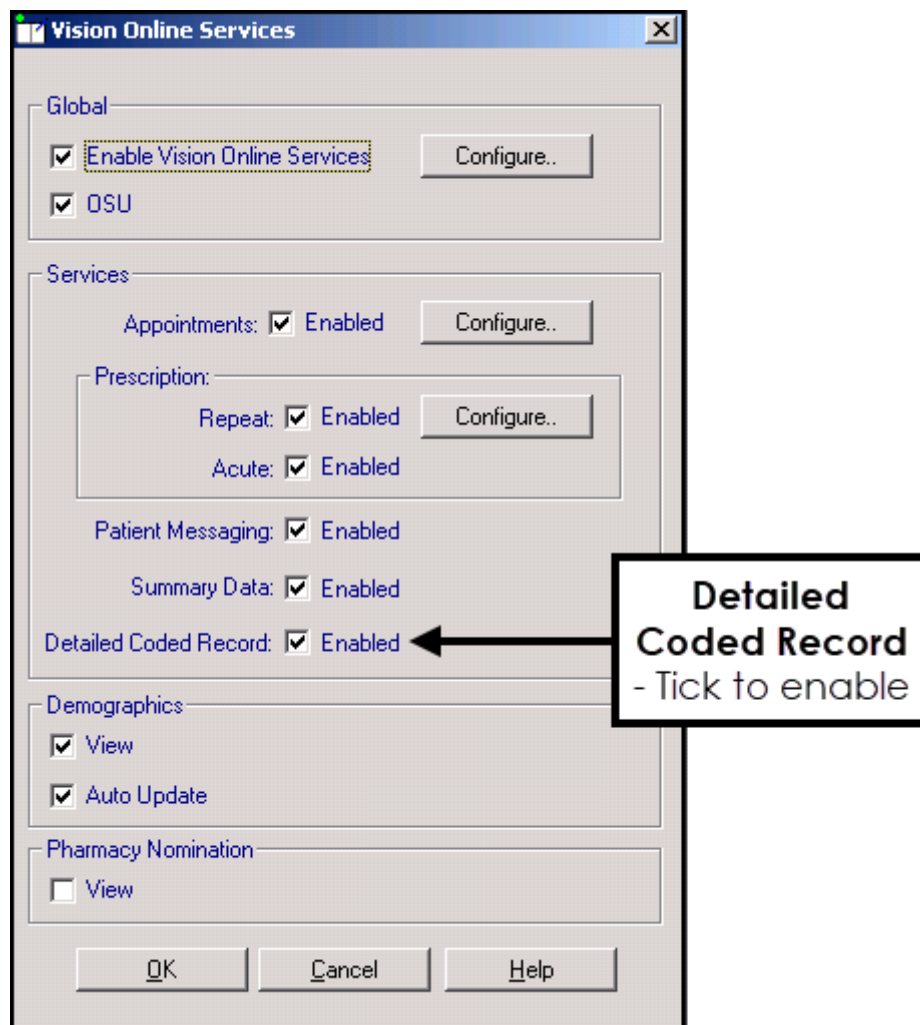 Vision Online Services
Global
Enable Vision Online Services Configure..
OSU
Services
Appointments: Enabled Configure..
Prescription:
Repeat: Enabled Configure..
Acute: Enabled
Patient Messaging: Enabled
Summary Data: Enabled
Detailed Coded Record: Enabled
Detailed
Coded Record
- Tick to enable
Demographics
View
Auto Update
Pharmacy Nomination
View
OK Cancel Help